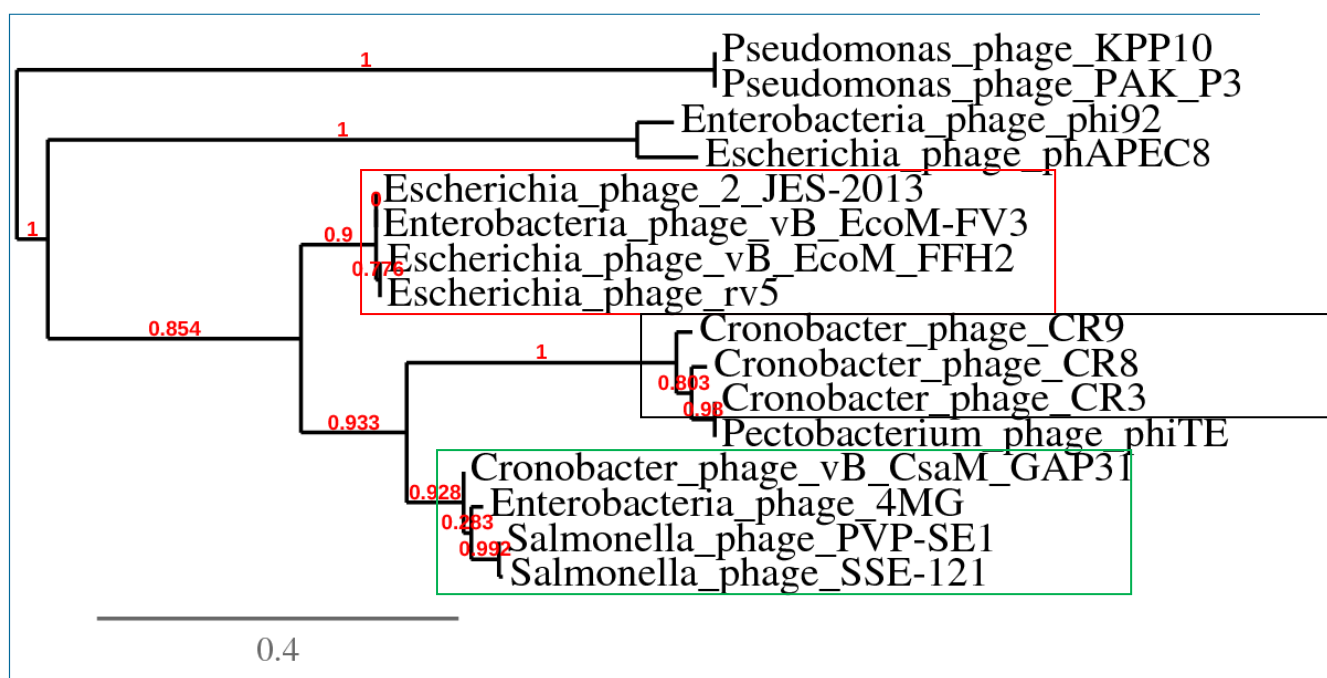 1
Pseudomonas_phage_KPP10
Pseudomonas_phage_PAK_P3
1
Enterobacteria_phage_phi92
Escherichia_phage_phAPEC8
1
0
Escherichia_phage_2_JES-2013
0.9
Enterobacteria_phage_vB_EcoM-FV3
0.776
Escherichia_phage_vB_EcoM_FFH2
Escherichia_phage_rv5
0.854
Cronobacter_phage_CR9
1
Cronobacter_phage_CR8
0.803
Cronobacter_phage_CR3
0.98
0.933
Pectobacterium_phage_phiTE
Cronobacter_phage_vB_CsaM_GAP31
0.928
Enterobacteria_phage_4MG
0.283
Salmonella_phage_PVP-SE1
0.992
Salmonella_phage_SSE-121
0.4